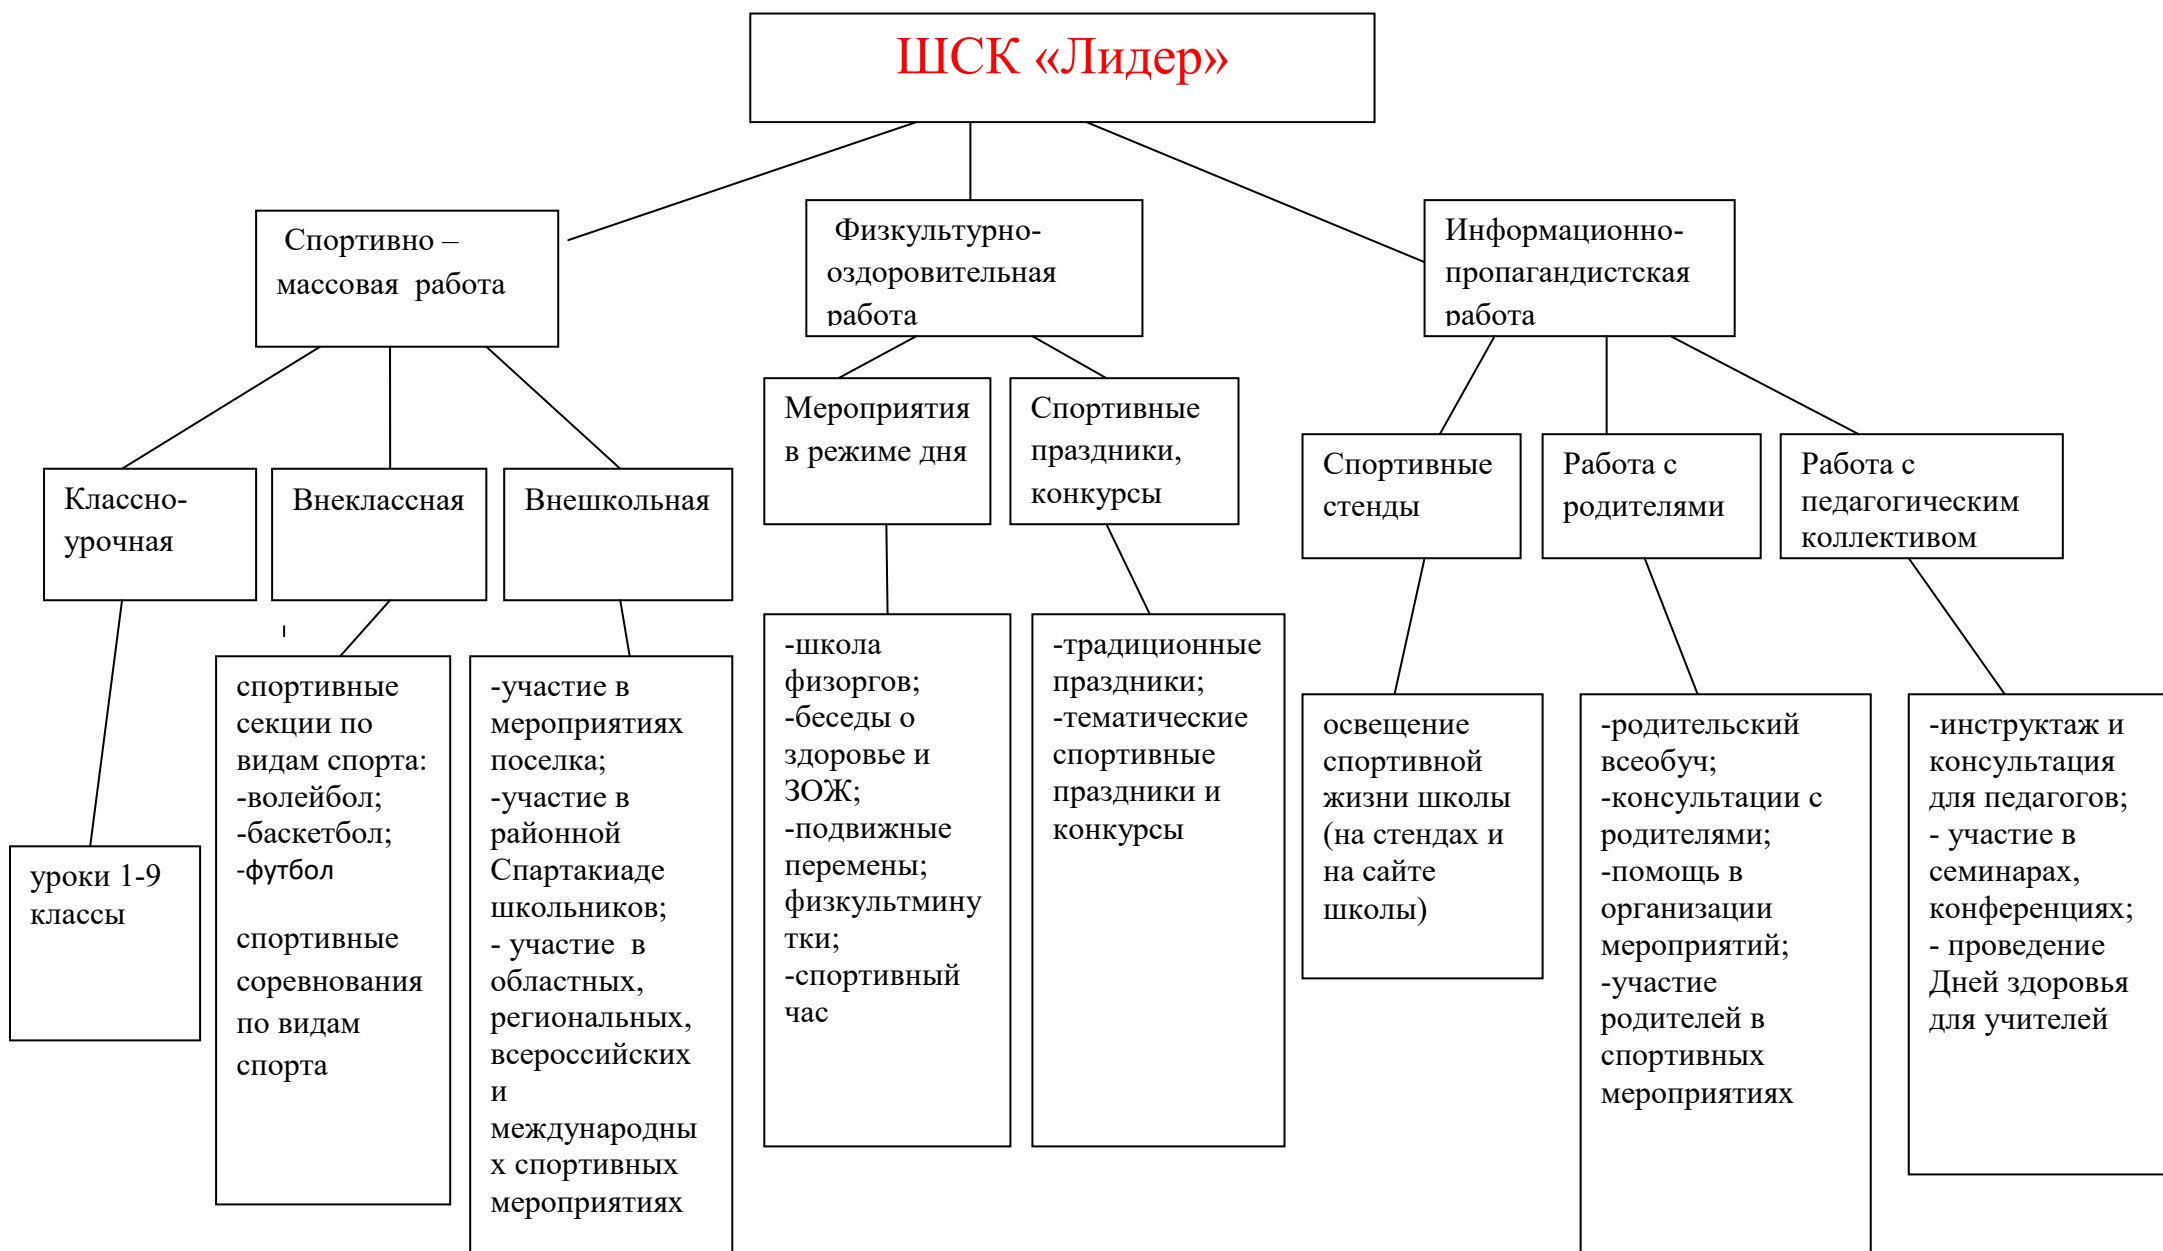 ШСК «Лидер»
Спортивно –
массовая  работа
Физкультурно-
оздоровительная
работа
Информационно-
пропагандистская
работа
Классно-
урочная
Внеклассная
Внешкольная
Мероприятия
в режиме дня
Спортивные
праздники,
конкурсы
Спортивные
стенды
Работа с
родителями
Работа с
педагогическим
коллективом
уроки 1-9
классы
спортивные
секции по
видам спорта:
-волейбол;
-баскетбол;
-футбол
спортивные
соревнования
по видам
спорта
-участие в
мероприятиях
поселка;
-участие в
районной
Спартакиаде
школьников;
- участие  в
областных,
региональных,
всероссийских
и
международны
х спортивных
мероприятиях
-школа
физоргов;
-беседы о
здоровье и
ЗОЖ;
-подвижные
перемены;
физкультмину
тки;
-спортивный
час
-традиционные
праздники;
-тематические
спортивные
праздники и
конкурсы
освещение
спортивной
жизни школы
(на стендах и
на сайте
школы)
-родительский
всеобуч;
-консультации с
родителями;
-помощь в
организации
мероприятий;
-участие
родителей в
спортивных
мероприятиях
-инструктаж и
консультация
для педагогов;
- участие в
семинарах,
конференциях;
- проведение
Дней здоровья
для учителей